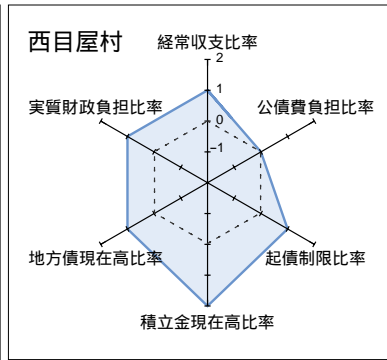 西目屋村
経常収支比率
2
1
0
−1
実質財政負担比率
公債費負担比率
地方債現在高比率
起債制限比率
積立金現在高比率